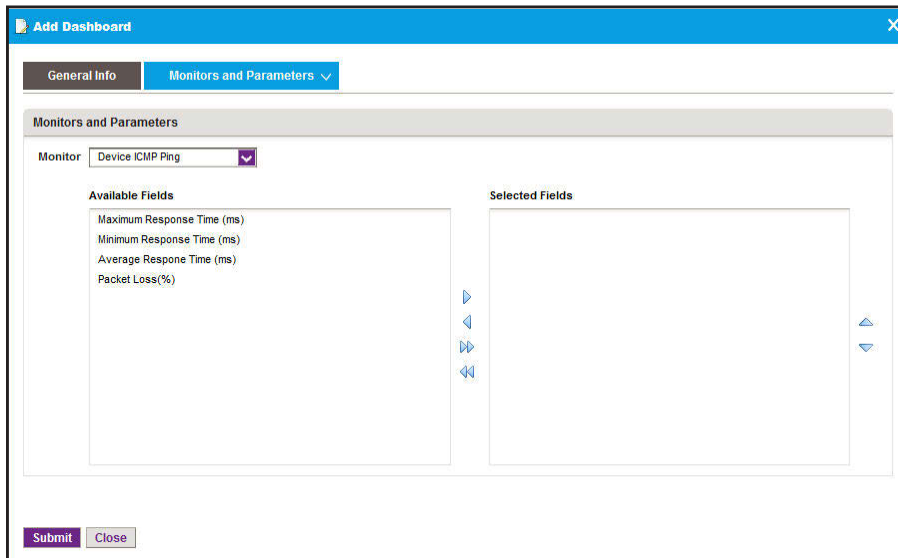 Add Dashboard
General Info
Monitors and Parameters
Monitors and Parameters
Monitor
Device ICMP Ping
Available Fields
Selected Fields
Maximum Response Time (ms)
Minimum Response Time (ms)
Average Respone Time (ms)
Packet Loss(%)
Submit
Close